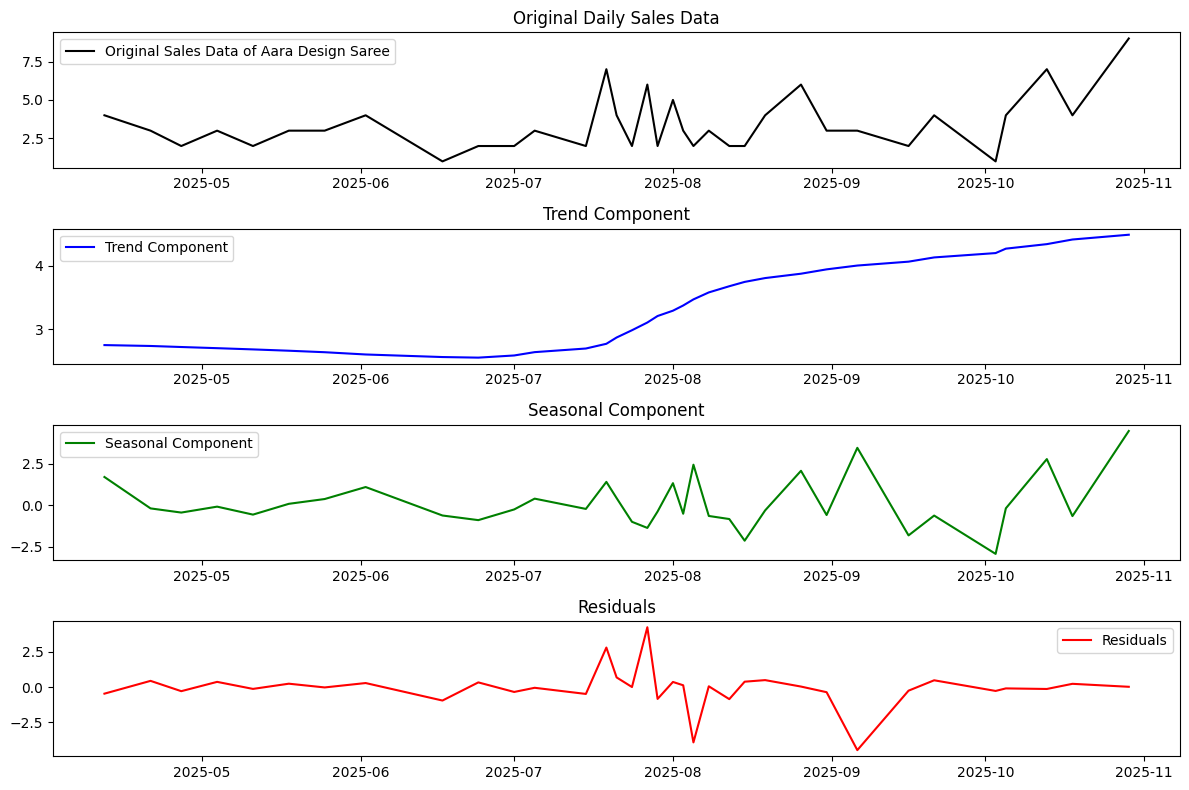 Original Daily Sales Data
Original Sales Data of Aara Design Saree
7.5
5.0
2.5
2025-05 2025-06 2025-07 2025-08 2025-09 2025-10 2025-11
Trend Component
Trend Component
4
3
2025-05 2025-06 2025-07 2025-08 2025-09 2025-10 2025-11
Seasonal Component
Seasonal Component
2.5
0.0
−2.5
2025-05 2025-06 2025-07 2025-08 2025-09 2025-10 2025-11
Residuals
Residuals
2.5
0.0
−2.5
2025-05 2025-06 2025-07 2025-08 2025-09 2025-10 2025-11